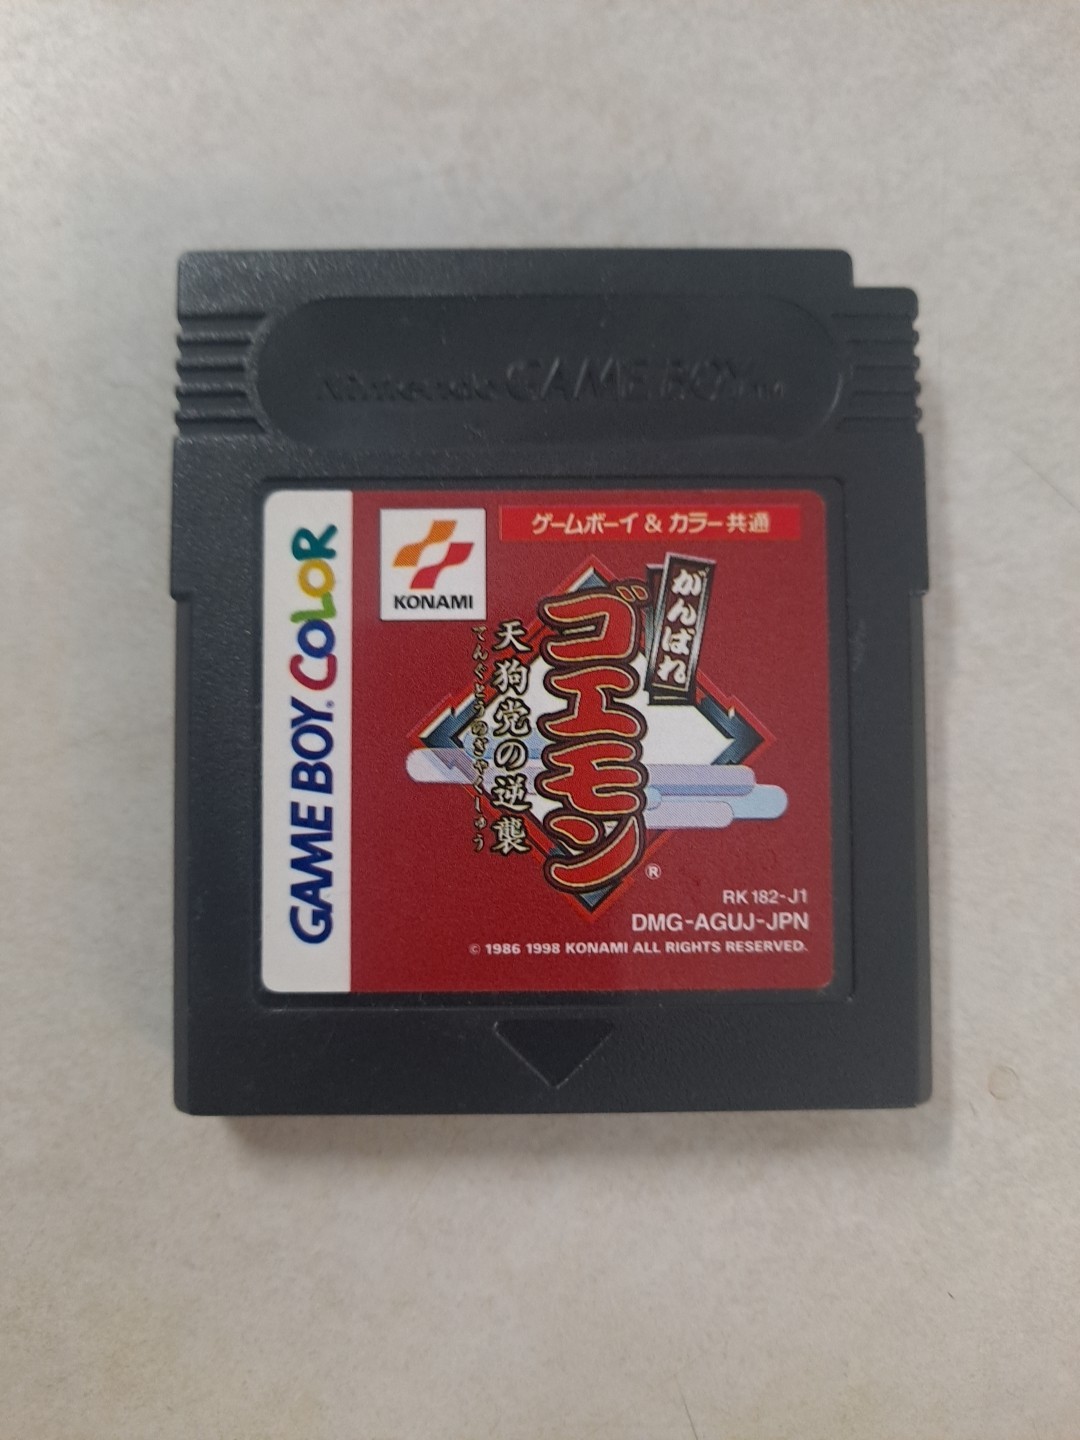 Nintendo GAME BOY™
GAME BOY COLOR
KONAMI
ゲームボーイ & カラー共通
がんばれ
ゴエモン
天狗党の逆襲
てんぐとうのぎゃくしゅう
®
RK 182-J1
DMG-AGUJ-JPN
© 1986 1998 KONAMI ALL RIGHTS RESERVED.